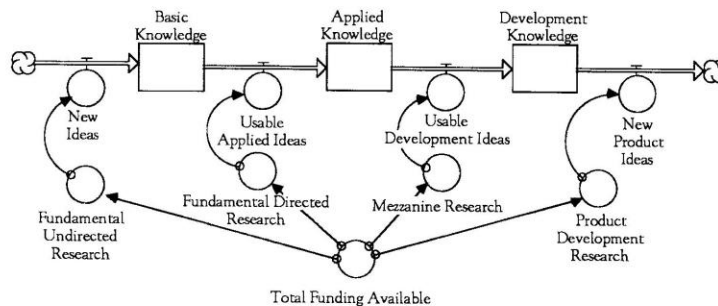 Basic
Knowledge
Applied
Knowledge
Development
Knowledge
New
Ideas
Usable
Applied Ideas
Usable
Development Ideas
New
Product
Ideas
Fundamental
Undirected
Research
Fundamental Directed
Research
Mezzanine Research
Product
Development
Research
Total Funding Available